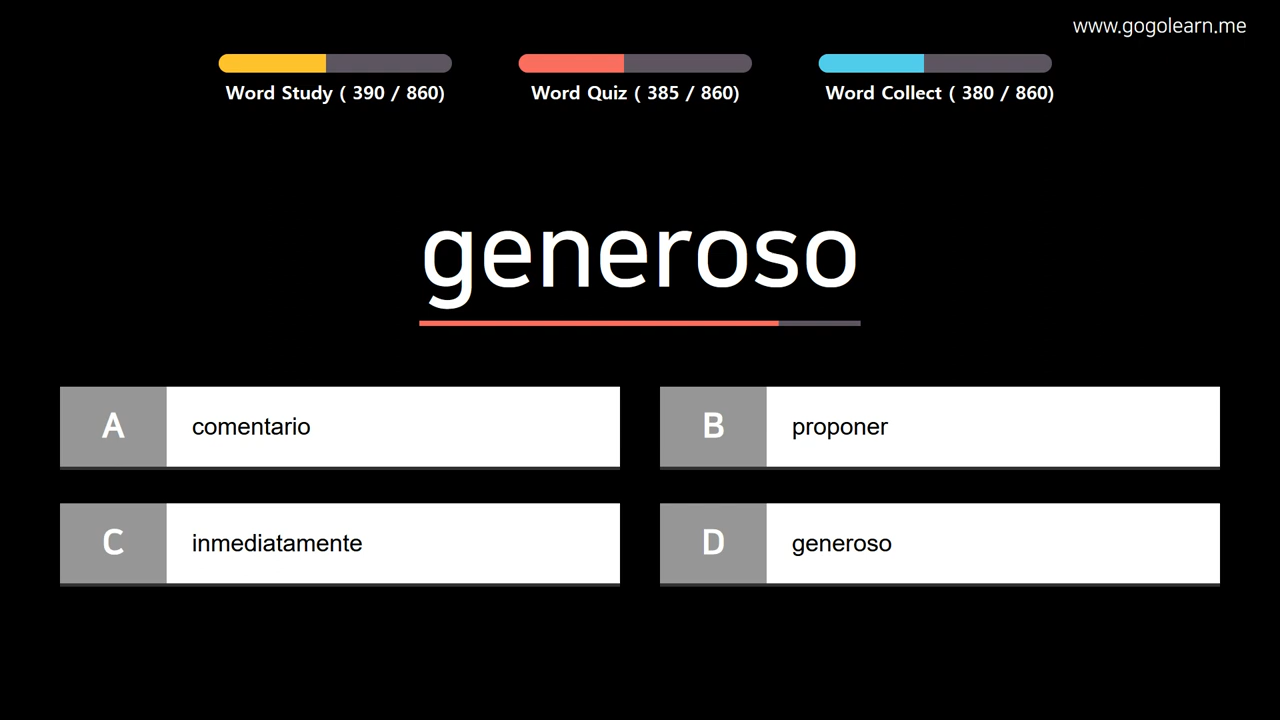 www.gogolearn.me
Word Study ( 390 / 860)
Word Quiz ( 385 / 860)
Word Collect ( 380 / 860)
generoso
A comentario
B proponer
C inmediatamente
D generoso